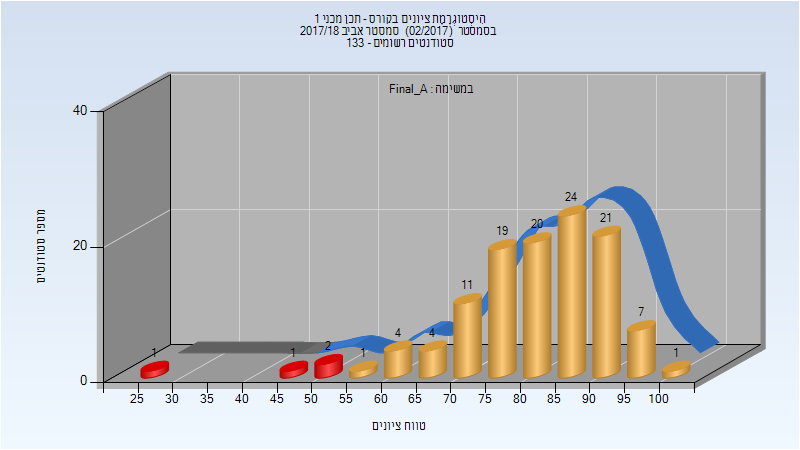 היסטוגרמת ציונים בקורס - תכן מכני 1
בסמסטר (02/2017) סמסטר אביב 2017/18
סטודנטים רשומים - 133
במשימה : Final_A
מספר סטודנטים
40
20
0
1
1
2
1
4
4
11
19
20
24
21
7
1
25 30 35 40 45 50 55 60 65 70 75 80 85 90 95 100
טווח ציונים